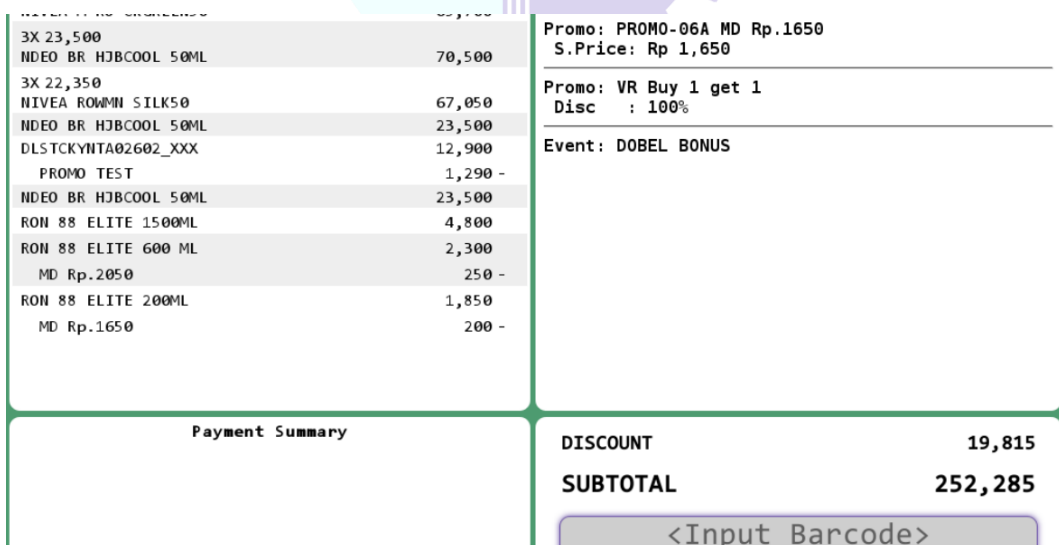 3X 23,500
NDEO BR HJBCOOL 50ML 70,500
3X 22,350
NIVEA ROWMN SILK50 67,050
NDEO BR HJBCOOL 50ML 23,500
DLSTCKYNTA02602_XXX 12,900
PROMO TEST 1,290 -
NDEO BR HJBCOOL 50ML 23,500
RON 88 ELITE 1500ML 4,800
RON 88 ELITE 600 ML 2,300
MD Rp.2050 250 -
RON 88 ELITE 200ML 1,850
MD Rp.1650 200 -
Promo: PROMO-06A MD Rp.1650
S.Price: Rp 1,650
Promo: VR Buy 1 get 1
Disc : 100%
Event: DOBEL BONUS
Payment Summary
DISCOUNT 19,815
SUBTOTAL 252,285
<Input Barcode>